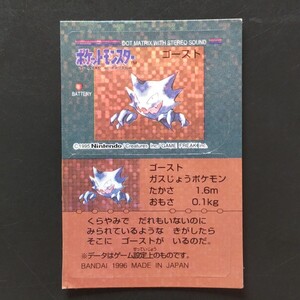 DOT MATRIX WITH STEREO SOUND
ポケットモンスター
ゴースト
BATTERY
©1995 Nintendo/Creatures inc./GAME FREAK inc.
ゴースト
ガスじょうポケモン
たかさ 1.6m
おもさ 0.1kg
くらやみで だれもいないのに
みられているような きがしたら
そこに ゴーストが いるのだ。
※データはゲーム設定上のものです。
BANDAI 1996 MADE IN JAPAN